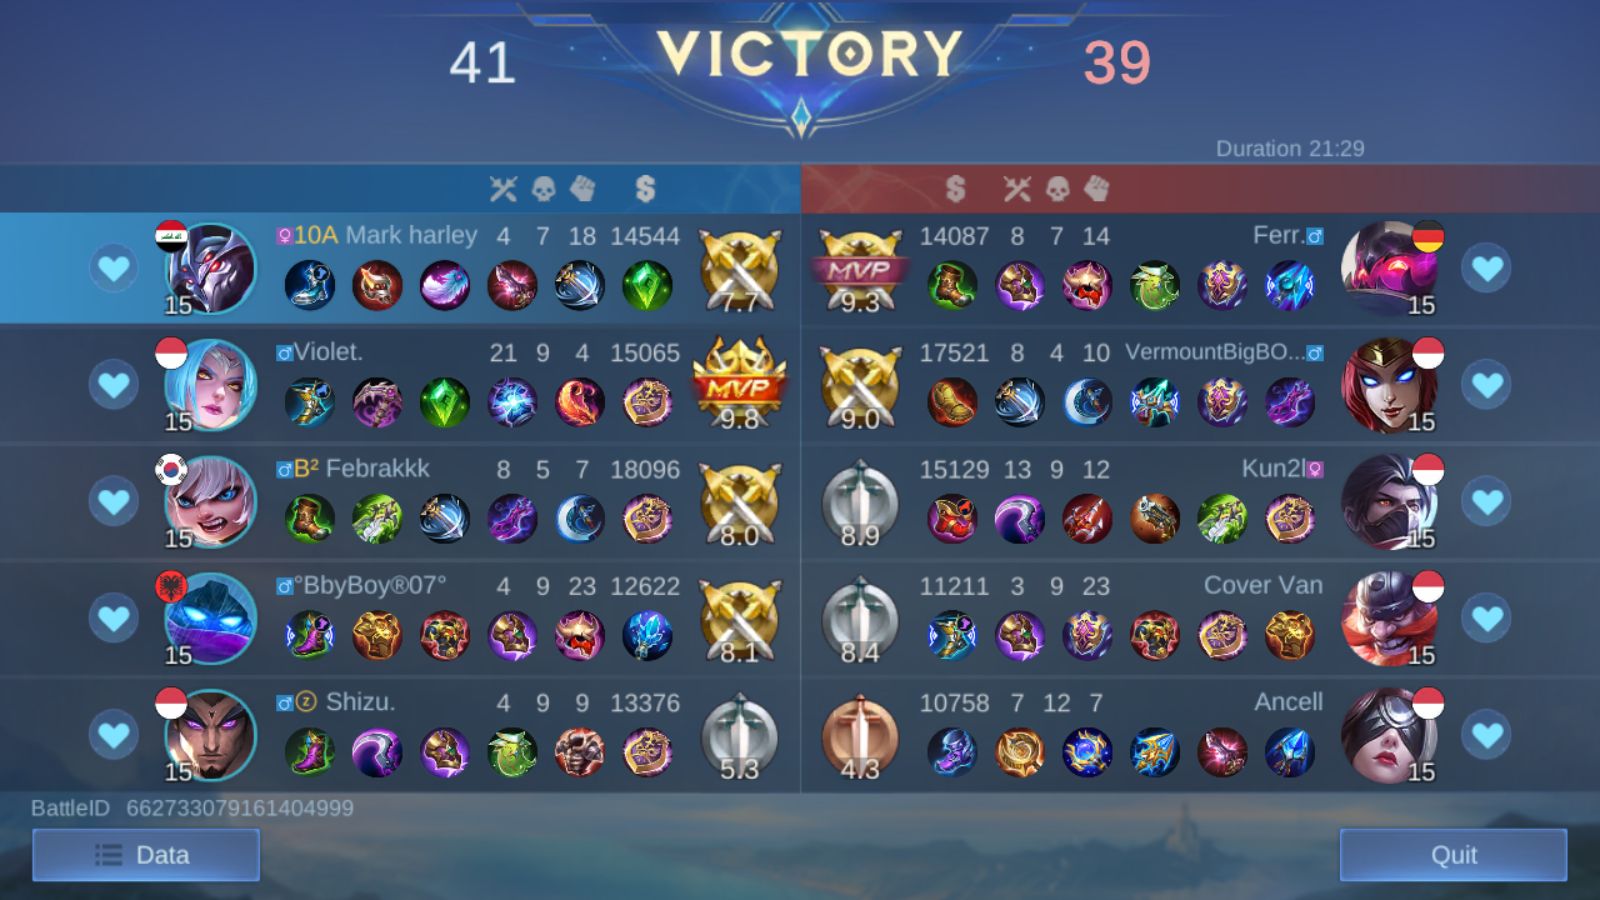 41 VICTORY 39
Duration 21:29
10A Mark harley 4 7 18 14544 7.7 15
MVP 9.3 14087 8 7 14 Ferr. 15
Violet. 21 9 4 15065 MVP 9.8 15
9.0 17521 8 4 10 VermountBigBO... 15
B² Febrakkk 8 5 7 18096 8.0 15
8.9 15129 13 9 12 Kun2l 15
°BbyBoy®07° 4 9 23 12622 8.1 15
8.4 11211 3 9 23 Cover Van 15
Z Shizu. 4 9 9 13376 5.3 15
4.3 10758 7 12 7 Ancell 15
BattleID 662733079161404999
Data
Quit